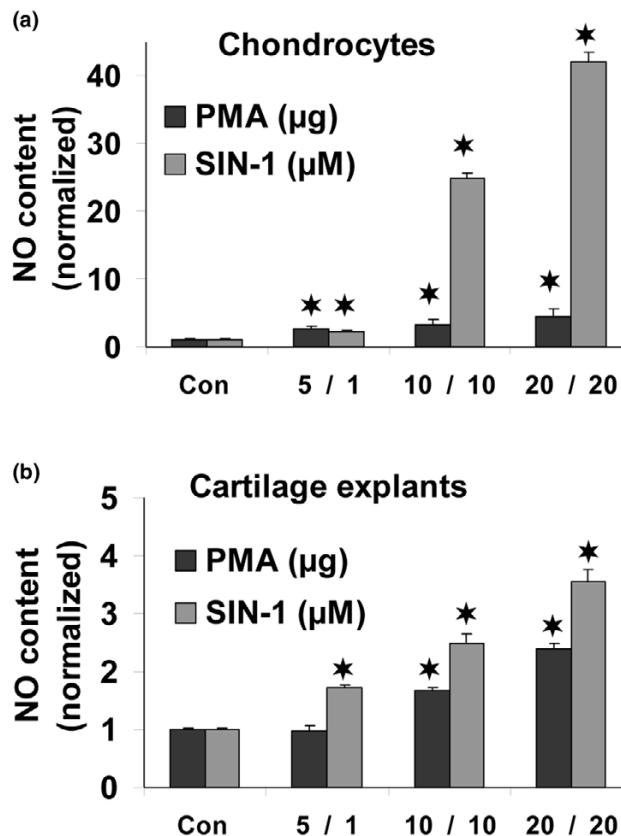 (a)
Chondrocytes
PMA (µg)
SIN-1 (µM)
NO content
(normalized)
40
30
20
10
0
Con
5 / 1
10 / 10
20 / 20
(b)
Cartilage explants
PMA (µg)
SIN-1 (µM)
NO content
(normalized)
5
4
3
2
1
0
Con
5 / 1
10 / 10
20 / 20